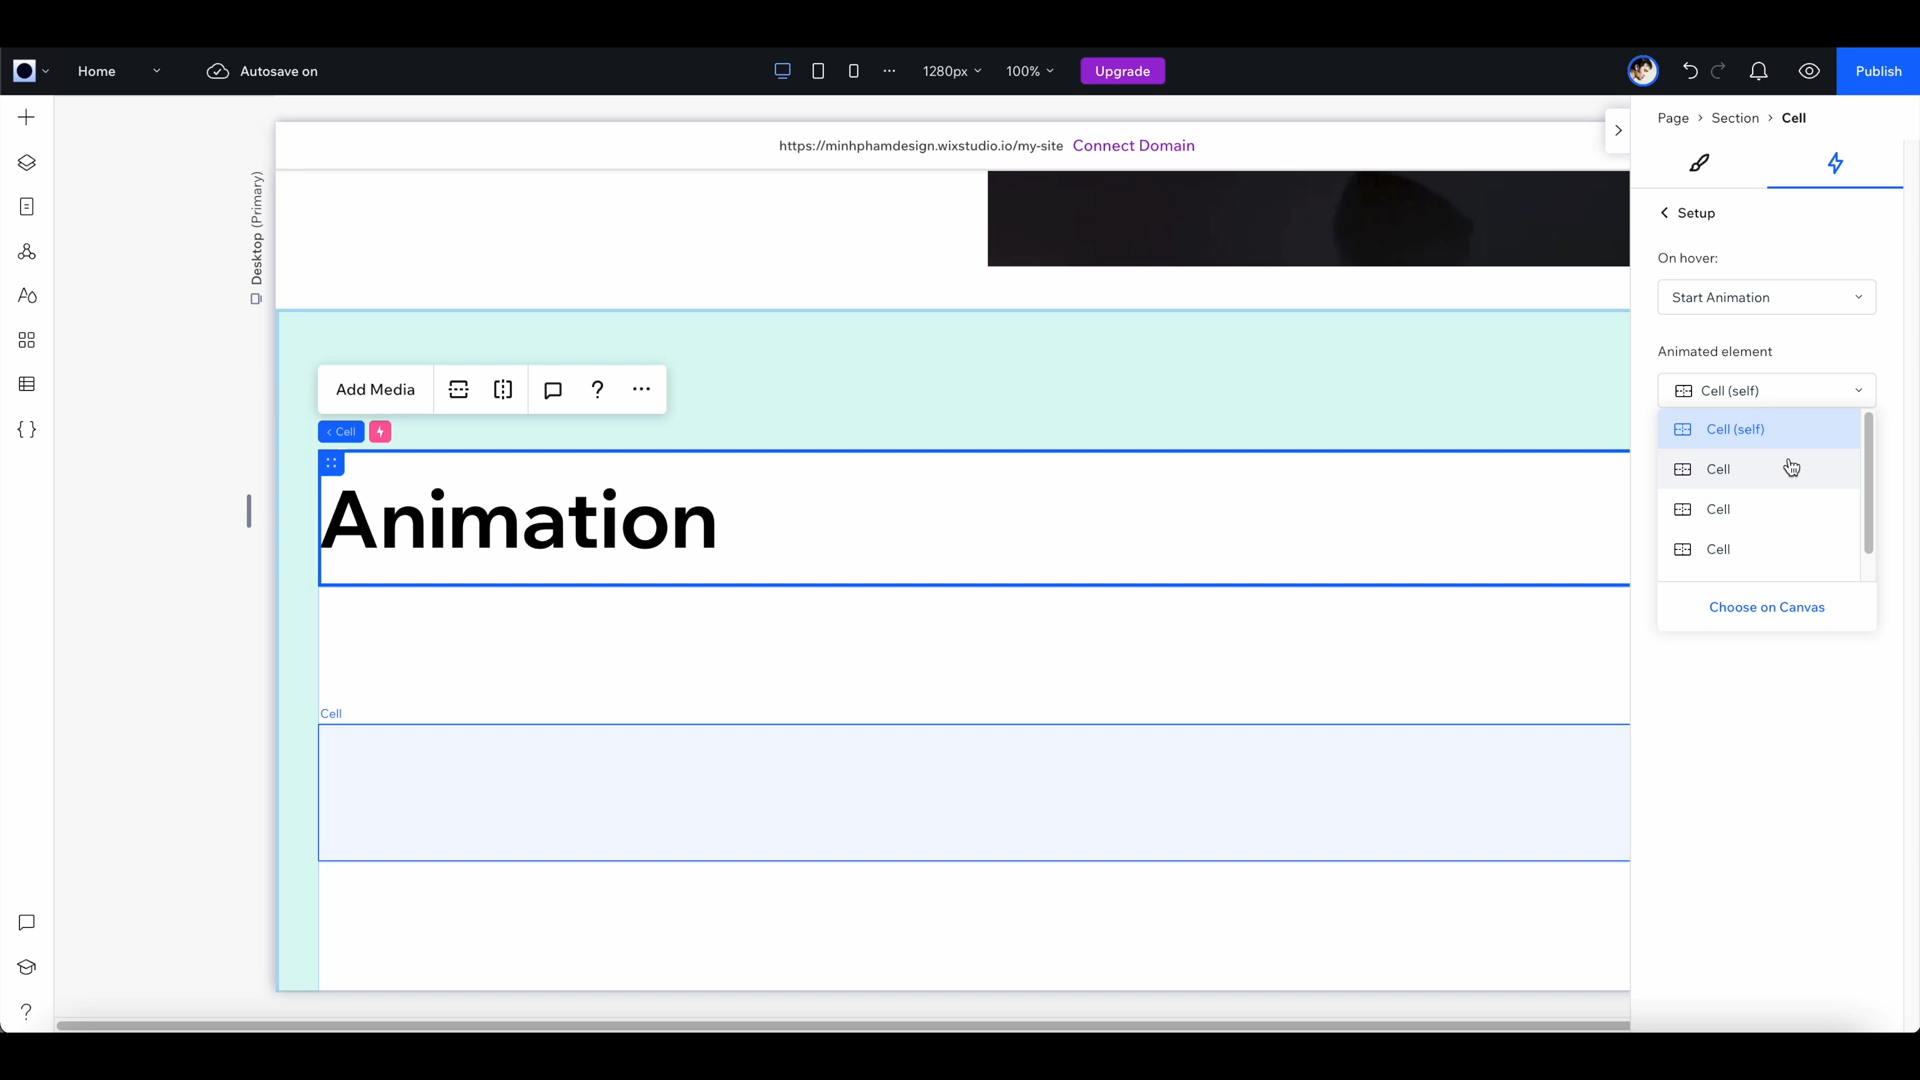 Home
Autosave on
1280px
100%
Upgrade
Publish
Page > Section > Cell
https://minhphamdesign.wixstudio.io/my-site Connect Domain
Desktop (Primary)
Setup
On hover:
Start Animation
Animated element
Cell (self)
Cell (self)
Cell
Cell
Cell
Choose on Canvas
Add Media
?
< Cell
Animation
Cell
?